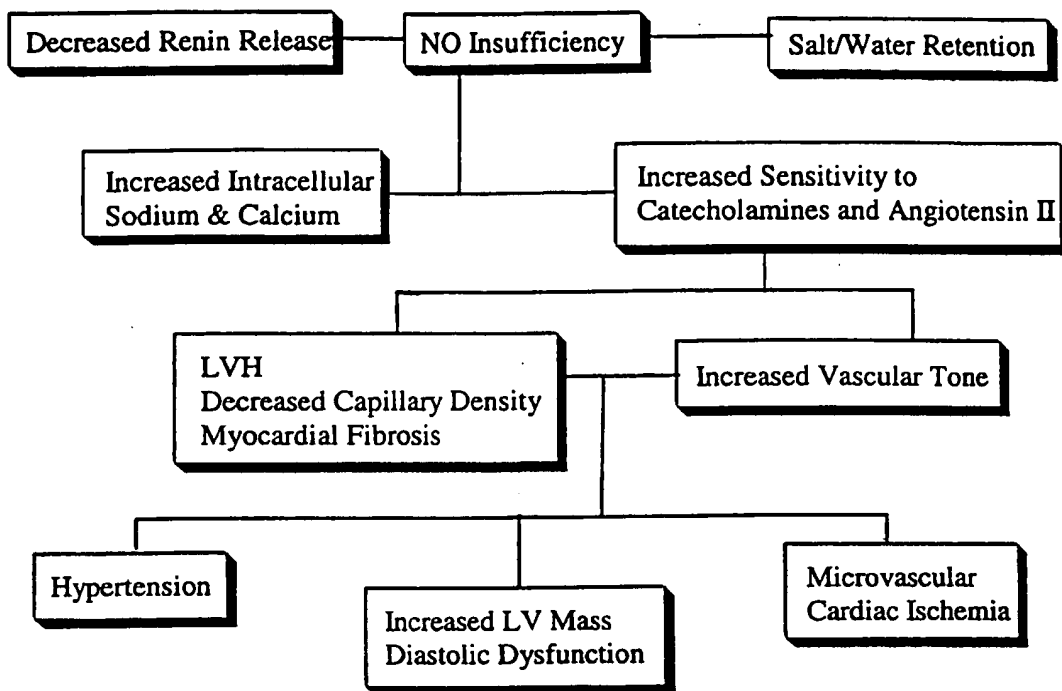 Decreased Renin Release
NO Insufficiency
Salt/Water Retention
Increased Intracellular
Sodium & Calcium
Increased Sensitivity to
Catecholamines and Angiotensin II
LVH
Decreased Capillary Density
Myocardial Fibrosis
Increased Vascular Tone
Hypertension
Increased LV Mass
Diastolic Dysfunction
Microvascular
Cardiac Ischemia